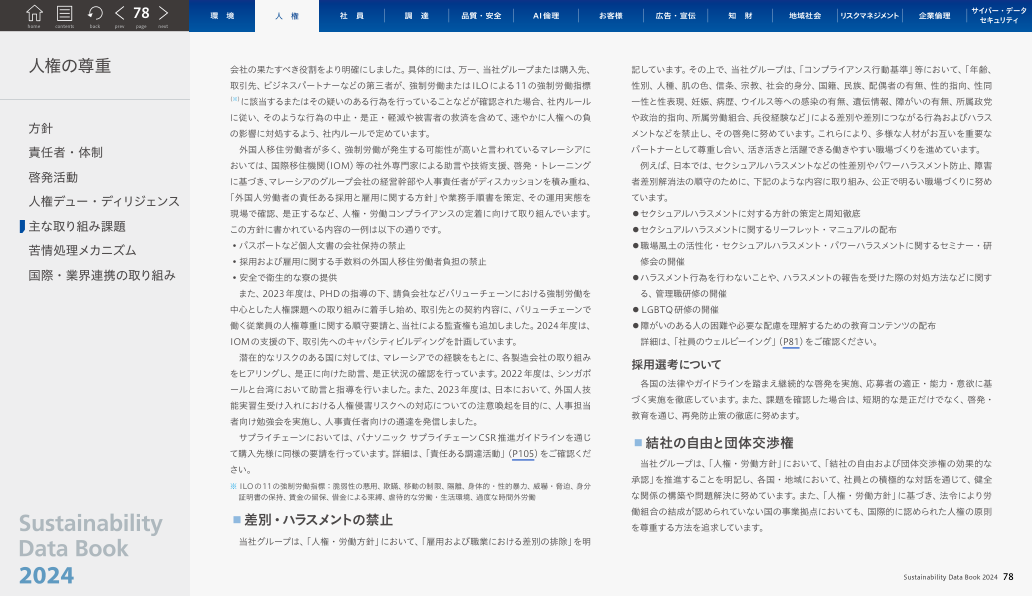 home
contents
back
prev
78
page
next
環 境
人 権
社 員
調 達
品質・安全
AI倫理
お客様
広告・宣伝
知 財
地域社会
リスクマネジメント
企業倫理
サイバー・データ
セキュリティ
人権の尊重
方針
責任者・体制
啓発活動
人権デュー・ディリジェンス
主な取り組み課題
苦情処理メカニズム
国際・業界連携の取り組み
Sustainability
Data Book
2024
会社の果たすべき役割をより明確にしました。具体的には、万一、当社グループまたは購入先、
取引先、ビジネスパートナーなどの第三者が、強制労働またはILOによる11の強制労働指標
[※]に該当するまたはその疑いのある行為を行っていることなどが確認された場合、社内ルール
に従い、そのような行為の中止・是正・軽減や被害者の救済を含めて、速やかに人権への負
の影響に対処するよう、社内ルールで定めています。
外国人移住労働者が多く、強制労働が発生する可能性が高いと言われているマレーシアに
おいては、国際移住機関（IOM）等の社外専門家による助言や技術支援、啓発・トレーニング
に基づき、マレーシアのグループ会社の経営幹部や人事責任者がディスカッションを積み重ね、
「外国人労働者の責任ある採用と雇用に関する方針」や業務手順書を策定、その運用実態を
現場で確認、是正するなど、人権・労働コンプライアンスの定着に向けて取り組んでいます。
この方針に書かれている内容の一例は以下の通りです。
• パスポートなど個人文書の会社保持の禁止
• 採用および雇用に関する手数料の外国人移住労働者負担の禁止
• 安全で衛生的な寮の提供
また、2023年度は、PHDの指導の下、請負会社などバリューチェーンにおける強制労働を
中心とした人権課題への取り組みに着手し始め、取引先との契約内容に、バリューチェーンで
働く従業員の人権尊重に関する順守要請と、当社による監査権も追加しました。2024年度は、
IOMの支援の下、取引先へのキャパシティビルディングを計画しています。
潜在的なリスクのある国に対しては、マレーシアでの経験をもとに、各製造会社の取り組み
をヒアリングし、是正に向けた助言、是正状況の確認を行っています。2022年度は、シンガポ
ールと台湾において助言と指導を行いました。また、2023年度は、日本において、外国人技
能実習生受け入れにおける人権侵害リスクへの対応についての注意喚起を目的に、人事担当
者向け勉強会を実施し、人事責任者向けの通達を発信しました。
サプライチェーンにおいては、パナソニック サプライチェーンCSR推進ガイドラインを通じ
て購入先様に同様の要請を行っています。詳細は、「責任ある調達活動」（P105）をご確認くだ
さい。
※ ILOの11の強制労働指標：脆弱性の悪用、欺瞞、移動の制限、隔離、身体的・性的暴力、威嚇・脅迫、身分
証明書の保持、賃金の留保、借金による束縛、虐待的な労働・生活環境、過度な時間外労働
■ 差別・ハラスメントの禁止
当社グループは、「人権・労働方針」において、「雇用および職業における差別の排除」を明
記しています。その上で、当社グループは、「コンプライアンス行動基準」等において、「年齢、
性別、人種、肌の色、信条、宗教、社会的身分、国籍、民族、配偶者の有無、性的指向、性同
一性と性表現、妊娠、病歴、ウイルス等への感染の有無、遺伝情報、障がいの有無、所属政党
や政治的指向、所属労働組合、兵役経験など」による差別や差別につながる行為およびハラス
メントなどを禁止し、その啓発に努めています。これらにより、多様な人材がお互いを重要な
パートナーとして尊重し合い、活き活きと活躍できる働きやすい職場づくりを進めています。
例えば、日本では、セクシュアルハラスメントなどの性差別やパワーハラスメント防止、障害
者差別解消法の順守のために、下記のような内容に取り組み、公正で明るい職場づくりに努め
ています。
●セクシュアルハラスメントに対する方針の策定と周知徹底
●セクシュアルハラスメントに関するリーフレット・マニュアルの配布
●職場風土の活性化・セクシュアルハラスメント・パワーハラスメントに関するセミナー・研
修会の開催
●ハラスメント行為を行わないことや、ハラスメントの報告を受けた際の対処方法などに関す
る、管理職研修の開催
●LGBTQ研修の開催
●障がいのある人の困難や必要な配慮を理解するための教育コンテンツの配布
詳細は、「社員のウェルビーイング」（P81）をご確認ください。
採用選考について
各国の法律やガイドラインを踏まえ継続的な啓発を実施、応募者の適正・能力・意欲に基
づく実施を徹底しています。また、課題を確認した場合は、短期的な是正だけでなく、啓発・
教育を通じ、再発防止策の徹底に努めます。
■ 結社の自由と団体交渉権
当社グループは、「人権・労働方針」において、「結社の自由および団体交渉権の効果的な
承認」を推進することを明記し、各国・地域において、社員との積極的な対話を通じて、健全
な関係の構築や問題解決に努めています。また、「人権・労働方針」に基づき、法令により労
働組合の結成が認められていない国の事業拠点においても、国際的に認められた人権の原則
を尊重する方法を追求しています。
Sustainability Data Book 2024 78